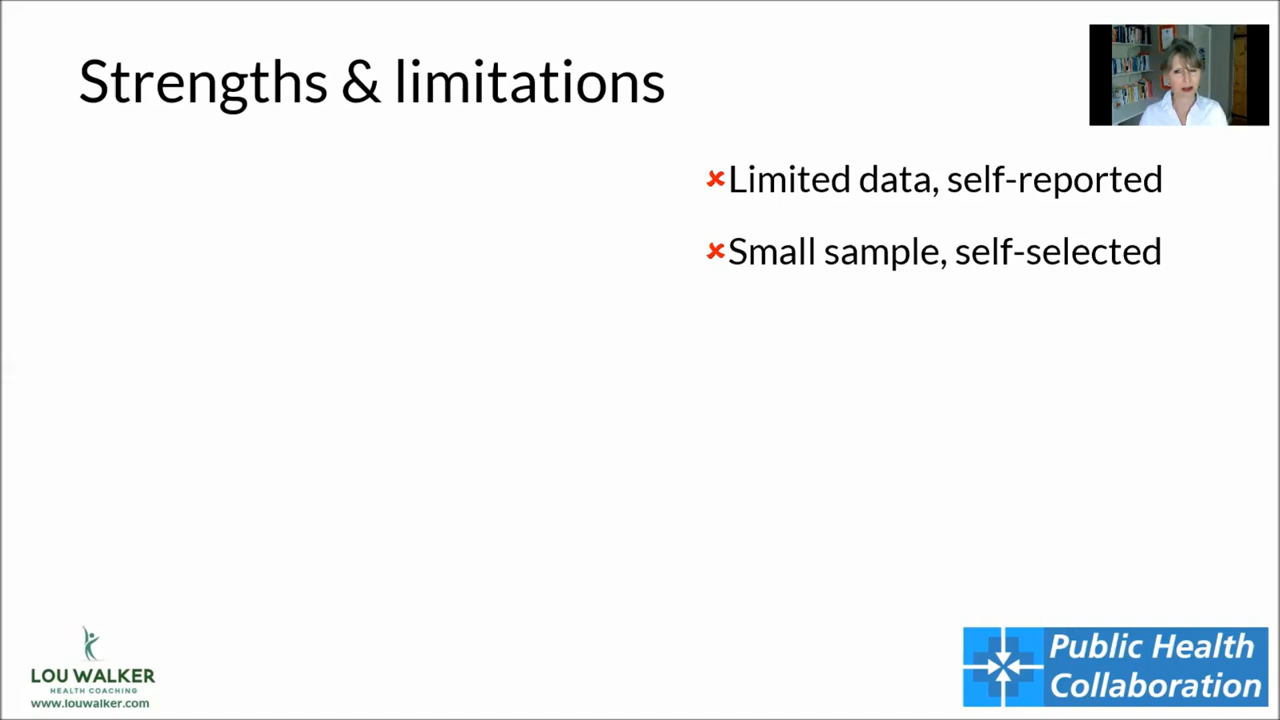 Strengths & limitations
Limited data, self-reported
Small sample, self-selected
LOU WALKER
HEALTH COACHING
www.louwalker.com
Public Health
Collaboration